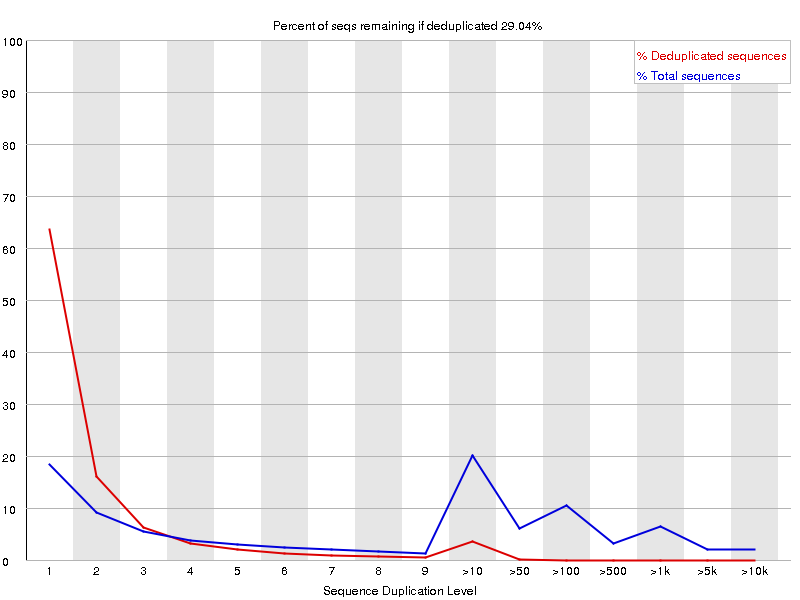 Percent of seqs remaining if deduplicated 29.04%
% Deduplicated sequences
% Total sequences
100
90
80
70
60
50
40
30
20
10
0
1 2 3 4 5 6 7 8 9 >10 >50 >100 >500 >1k >5k >10k
Sequence Duplication Level